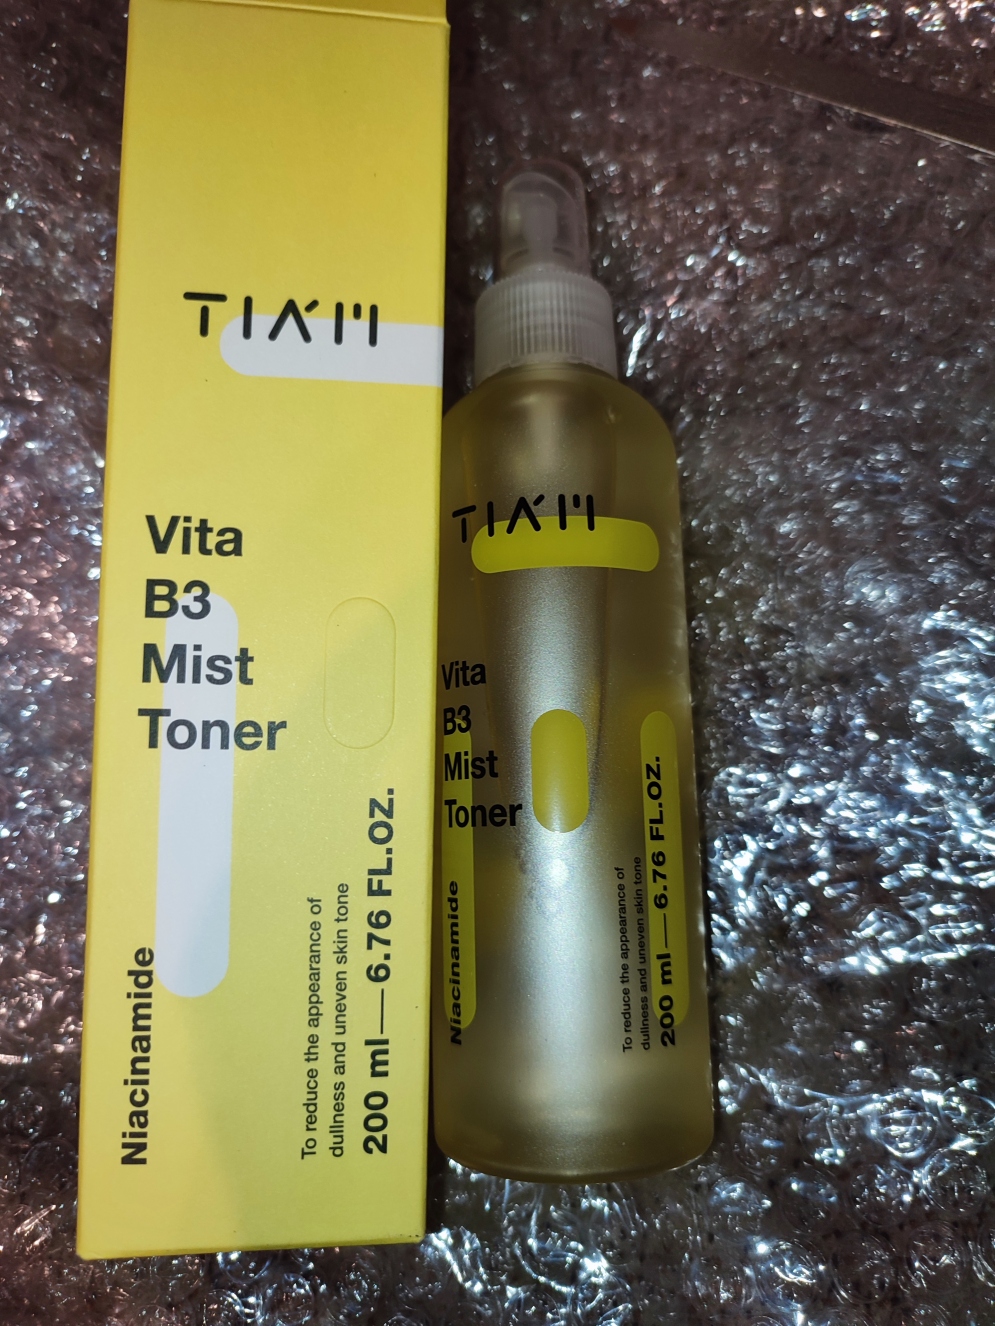 TIA'M
Vita
B3
Mist
Toner
Niacinamide
To reduce the appearance of
dullness and uneven skin tone
200 ml — 6.76 FL.OZ.
TIA'M
Vita
B3
Mist
Toner
Niacinamide
To reduce the appearance of
dullness and uneven skin tone
200 ml — 6.76 FL.OZ.